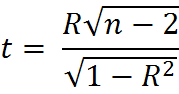 t = R√n − 2 / √1 − R²